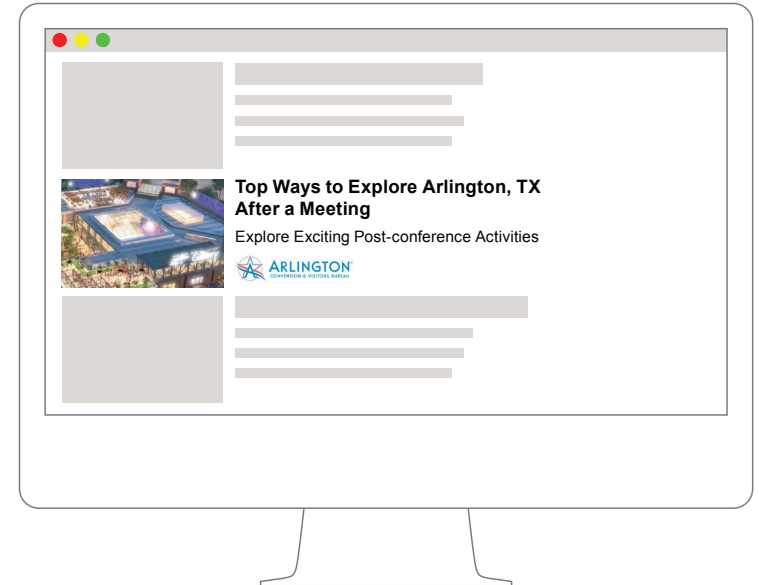 Top Ways to Explore Arlington, TX
After a Meeting
Explore Exciting Post-conference Activities
ARLINGTON
CONVENTION & VISITORS BUREAU